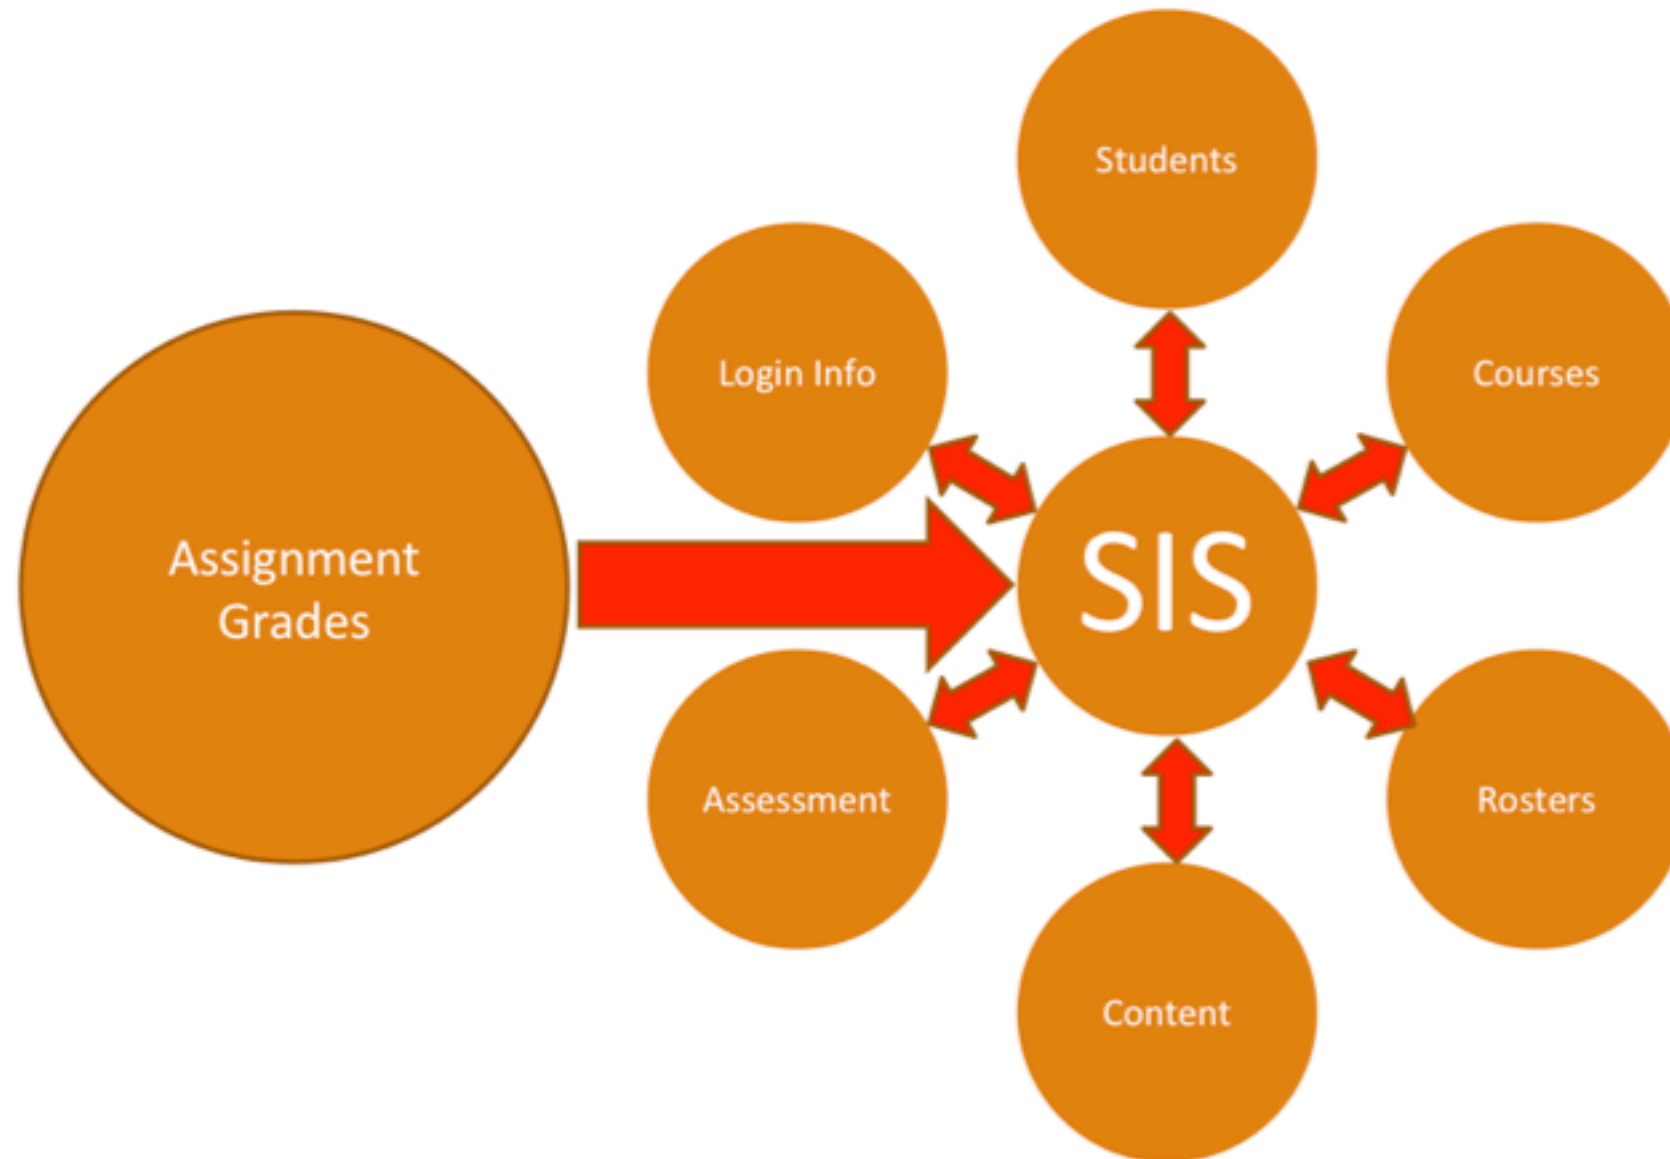 Students
Login Info
Courses
Assignment
Grades
SIS
Assessment
Rosters
Content